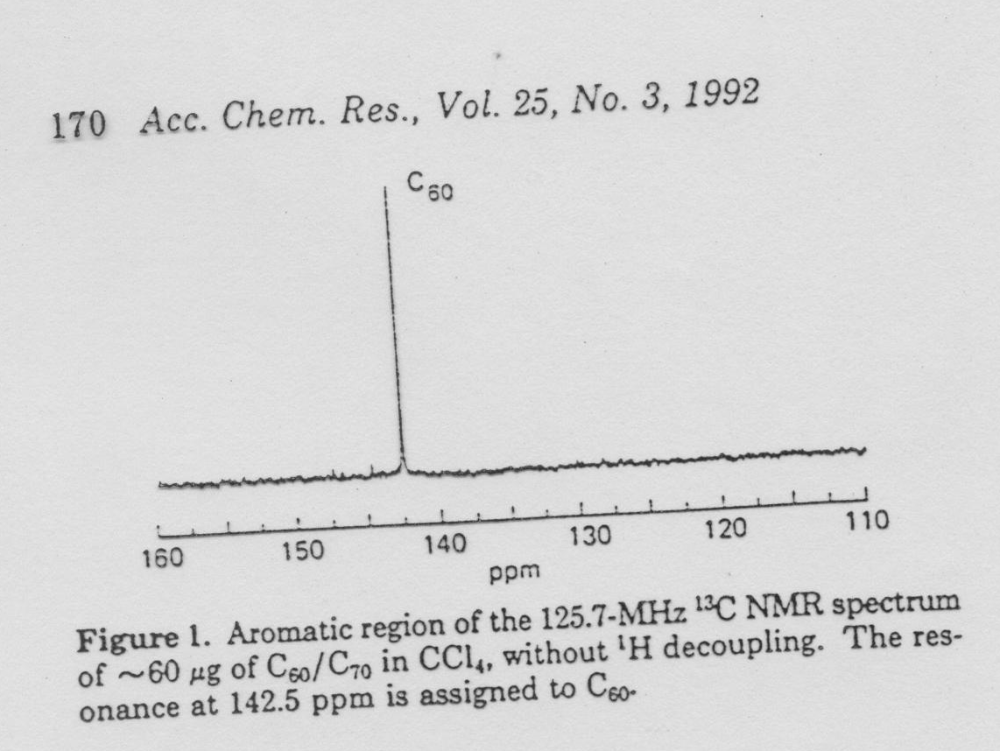 170 Acc. Chem. Res., Vol. 25, No. 3, 1992
C₆₀
160 150 140 130 120 110
ppm
Figure 1. Aromatic region of the 125.7-MHz ¹³C NMR spectrum
of ~60 μg of C₆₀/C₇₀ in CCl₄, without ¹H decoupling. The res-
onance at 142.5 ppm is assigned to C₆₀.